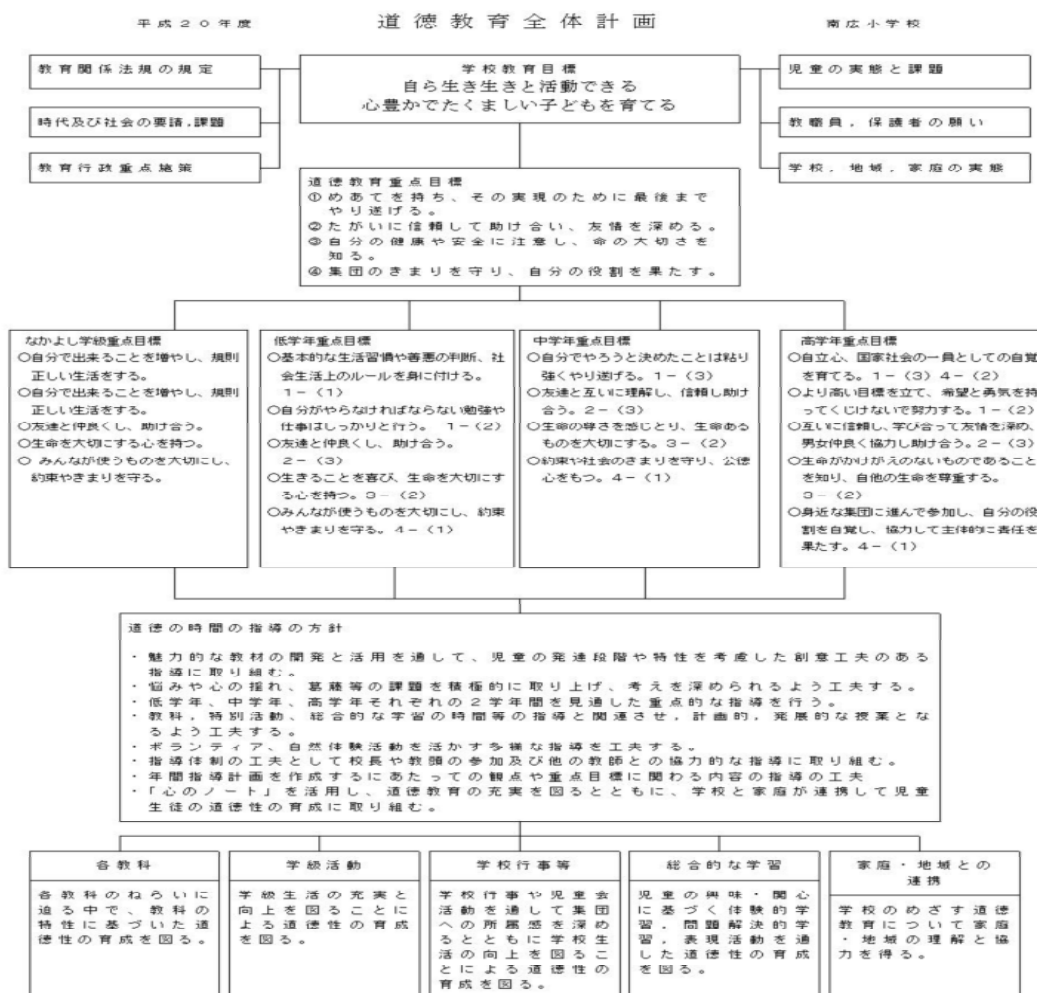 平成20年度
道徳教育全体計画
南広小学校
教育関係法規の規定
時代及び社会の要請,課題
教育行政重点施策
学校教育目標
自ら生き生きと活動できる
心豊かでたくましい子どもを育てる
児童の実態と課題
教職員,保護者の願い
学校,地域,家庭の実態
道徳教育重点目標
①めあてを持ち、その実現のために最後まで
やり遂げる。
②たがいに信頼して助け合い、友情を深める。
③自分の健康や安全に注意し、命の大切さを
知る。
④集団のきまりを守り、自分の役割を果たす。
なかよし学級重点目標
○自分で出来ることを増やし、規則
正しい生活をする。
○自分で出来ることを増やし、規則
正しい生活をする。
○友達と仲良くし、助け合う。
○生命を大切にする心を持つ。
○ みんなが使うものを大切にし、
約束やきまりを守る。
低学年重点目標
○基本的な生活習慣や善悪の判断、社
会生活上のルールを身に付ける。
1-(1)
○自分がやらなければならない勉強や
仕事はしっかりと行う。 1-(2)
○友達と仲良くし、助け合う。
2-(3)
○生きることを喜び、生命を大切にす
る心を持つ。3-(2)
○みんなが使うものを大切にし、約束
やきまりを守る。4-(1)
中学年重点目標
○自分でやろうと決めたことは粘り
強くやり遂げる。1-(3)
○友達と互いに理解し、信頼し助け
合う。2-(3)
○生命の尊さを感じとり、生命ある
ものを大切にする。3-(2)
○約束や社会のきまりを守り、公徳
心をもつ。4-(1)
高学年重点目標
○自立心、国家社会の一員としての自覚
を育てる。1-(3) 4-(2)
○より高い目標を立て、希望と勇気を持
ってくじけないで努力する。1-(2)
○互いに信頼し、学び合って友情を深め、
男女仲良く協力し助け合う。2-(3)
○生命がかけがえのないものであること
を知り、自他の生命を尊重する。
3-(2)
○身近な集団に進んで参加し、自分の役
割を自覚し、協力して主体的に責任を
果たす。4-(1)
道徳の時間の指導の方針
・魅力的な教材の開発と活用を通して、児童の発達段階や特性を考慮した創意工夫のある
指導に取り組む。
・悩みや心の揺れ、葛藤等の課題を積極的に取り上げ、考えを深められるよう工夫する。
・低学年、中学年、高学年それぞれの2学年間を見通した重点的な指導を行う。
・教科,特別活動、総合的な学習の時間等の指導と関連させ,計画的,発展的な授業とな
るよう工夫する。
・ボランティア、自然体験活動を活かす多様な指導を工夫する。
・指導体制の工夫として校長や教頭の参加及び他の教師との協力的な指導に取り組む。
・年間指導計画を作成するにあたっての観点や重点目標に関わる内容の指導の工夫
・「心のノート」を活用し、道徳教育の充実を図るとともに、学校と家庭が連携して児童
生徒の道徳性の育成に取り組む。
各教科
各教科のねらいに
迫る中で、教科の
特性に基づいた道
徳性の育成を図る。
学級活動
学級生活の充実と
向上を図ることに
よる道徳性の育成
を図る。
学校行事等
学校行事や児童会
活動を通して集団
への所属感を深め
るとともに学校生
活の向上を図るこ
とによる道徳性の
育成を図る。
総合的な学習
児童の興味・関心
に基づく体験的学
習,問題解決的学
習,表現活動を通
した道徳性の育成
を図る。
家庭・地域との
連携
学校のめざす道徳
教育について家庭
・地域の理解と協
力を得る。